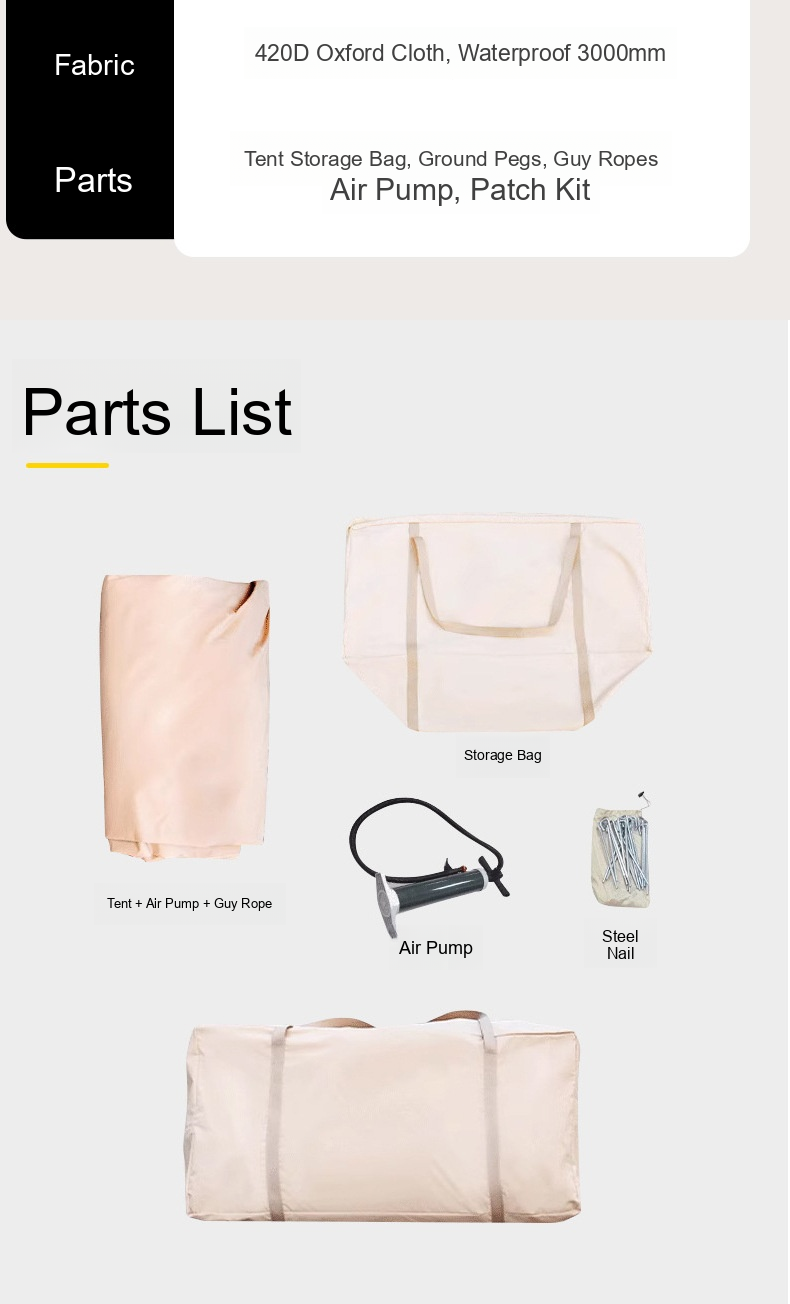 Fabric
420D Oxford Cloth, Waterproof 3000mm
Parts
Tent Storage Bag, Ground Pegs, Guy Ropes
Air Pump, Patch Kit
Parts List
Storage Bag
Tent + Air Pump + Guy Rope
Air Pump
Steel
Nail